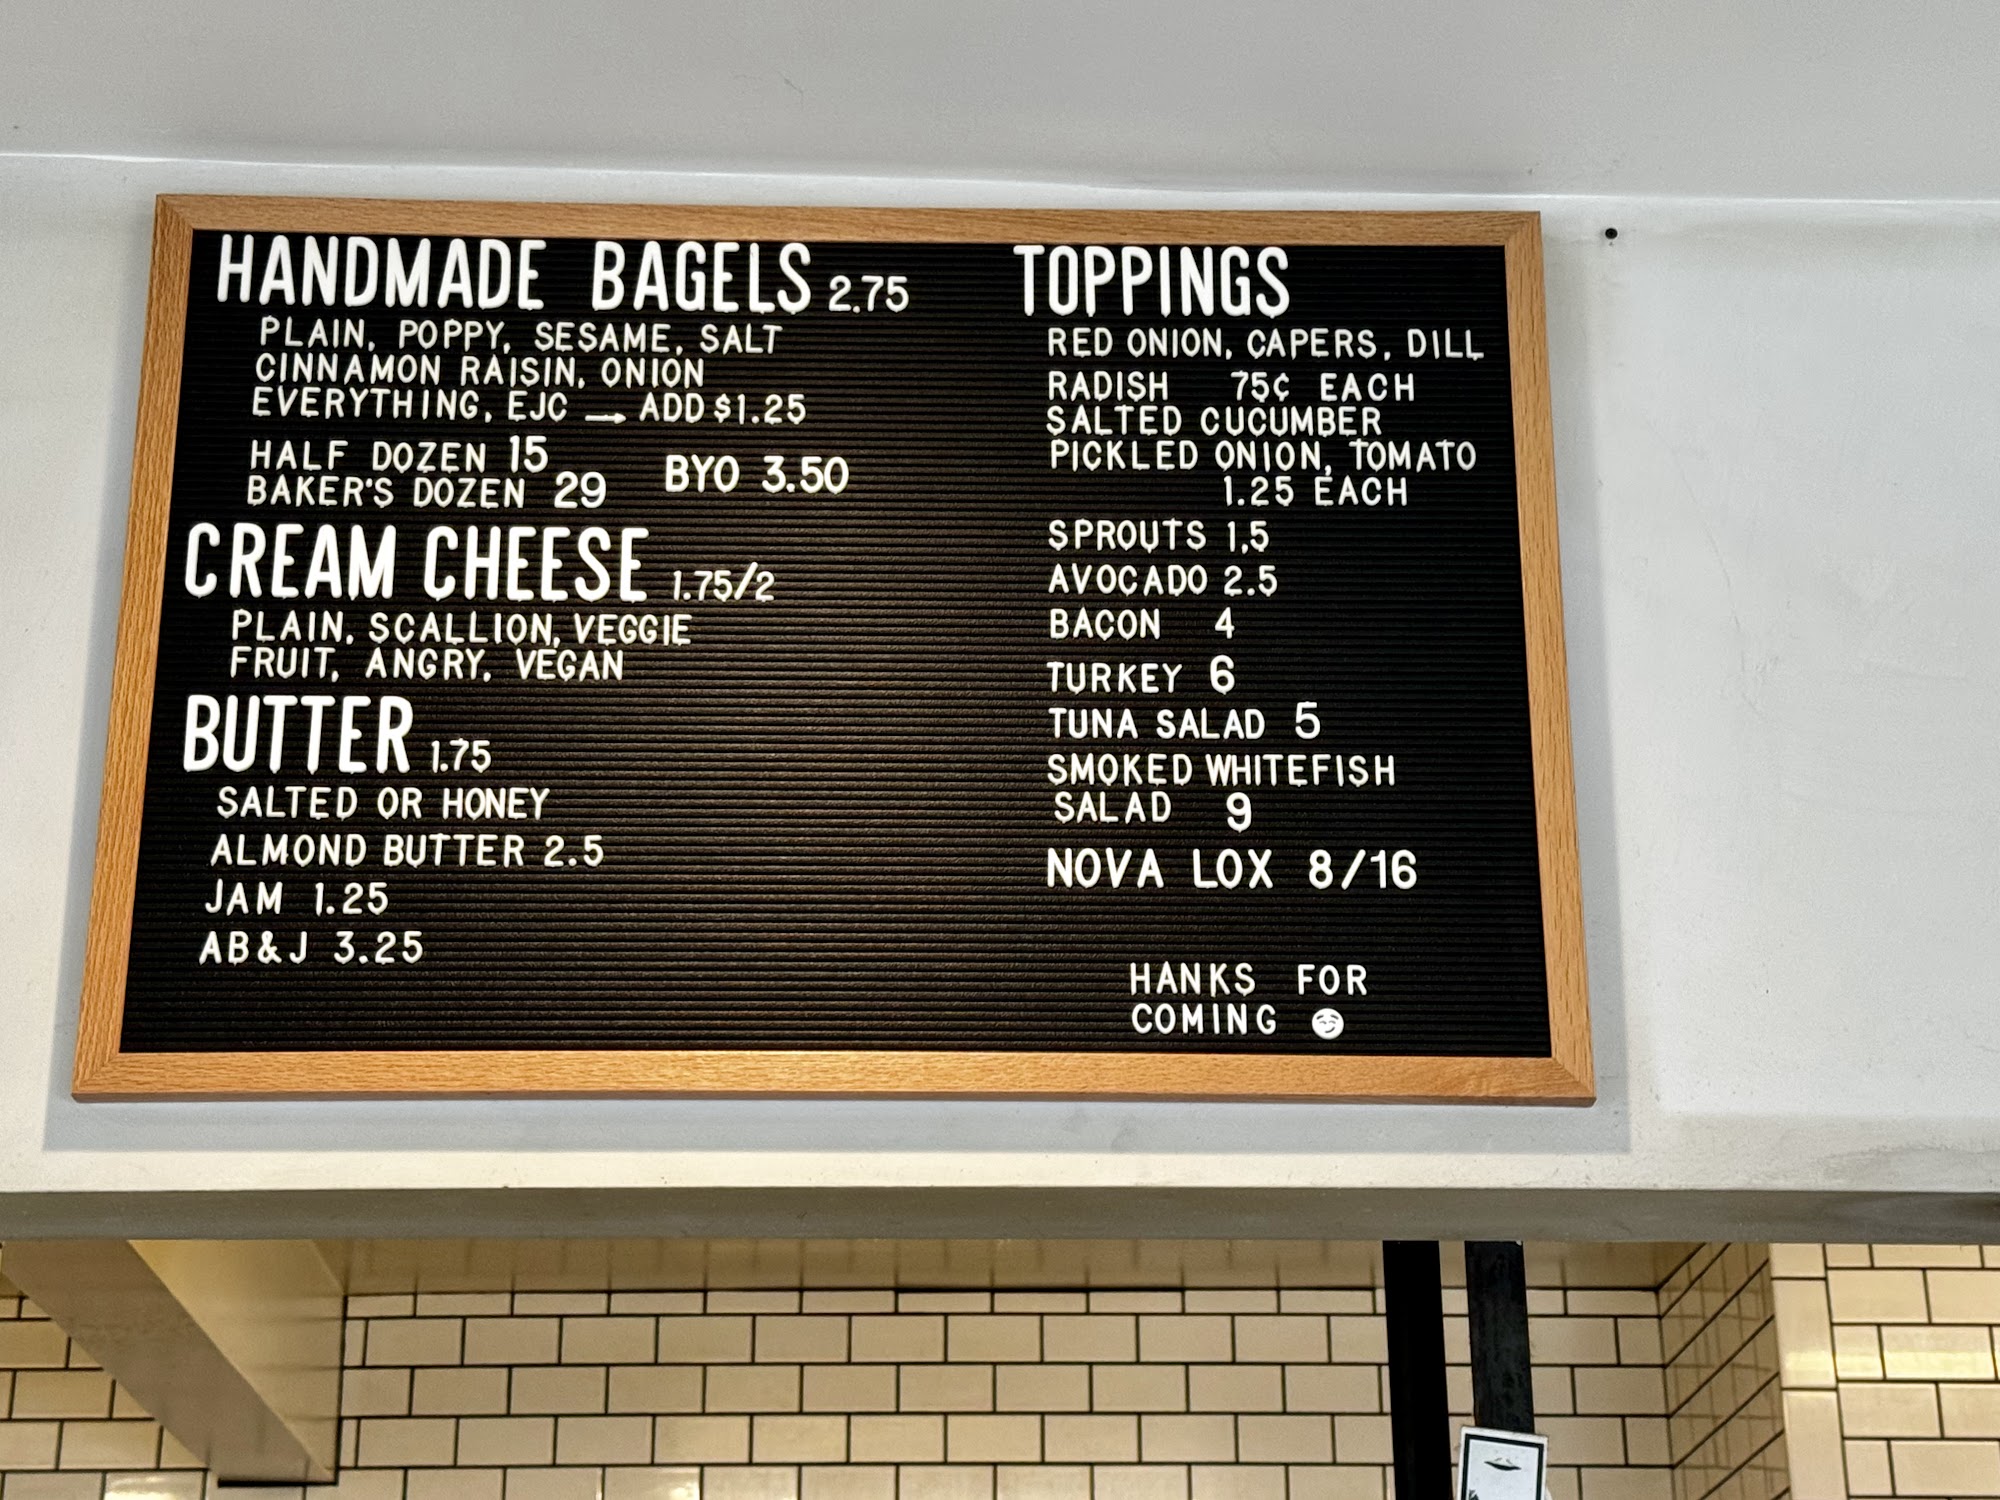 HANDMADE BAGELS 2.75
PLAIN, POPPY, SESAME, SALT
CINNAMON RAISIN, ONION
EVERYTHING, EJC → ADD $1.25
HALF DOZEN 15
BAKER'S DOZEN 29
BYO 3.50
CREAM CHEESE 1.75/2
PLAIN, SCALLION, VEGGIE
FRUIT, ANGRY, VEGAN
BUTTER 1.75
SALTED OR HONEY
ALMOND BUTTER 2.5
JAM 1.25
AB&J 3.25
TOPPINGS
RED ONION, CAPERS, DILL
RADISH 75¢ EACH
SALTED CUCUMBER
PICKLED ONION, TOMATO
1.25 EACH
SPROUTS 1,5
AVOCADO 2.5
BACON 4
TURKEY 6
TUNA SALAD 5
SMOKED WHITEFISH
SALAD 9
NOVA LOX 8/16
HANKS FOR
COMING